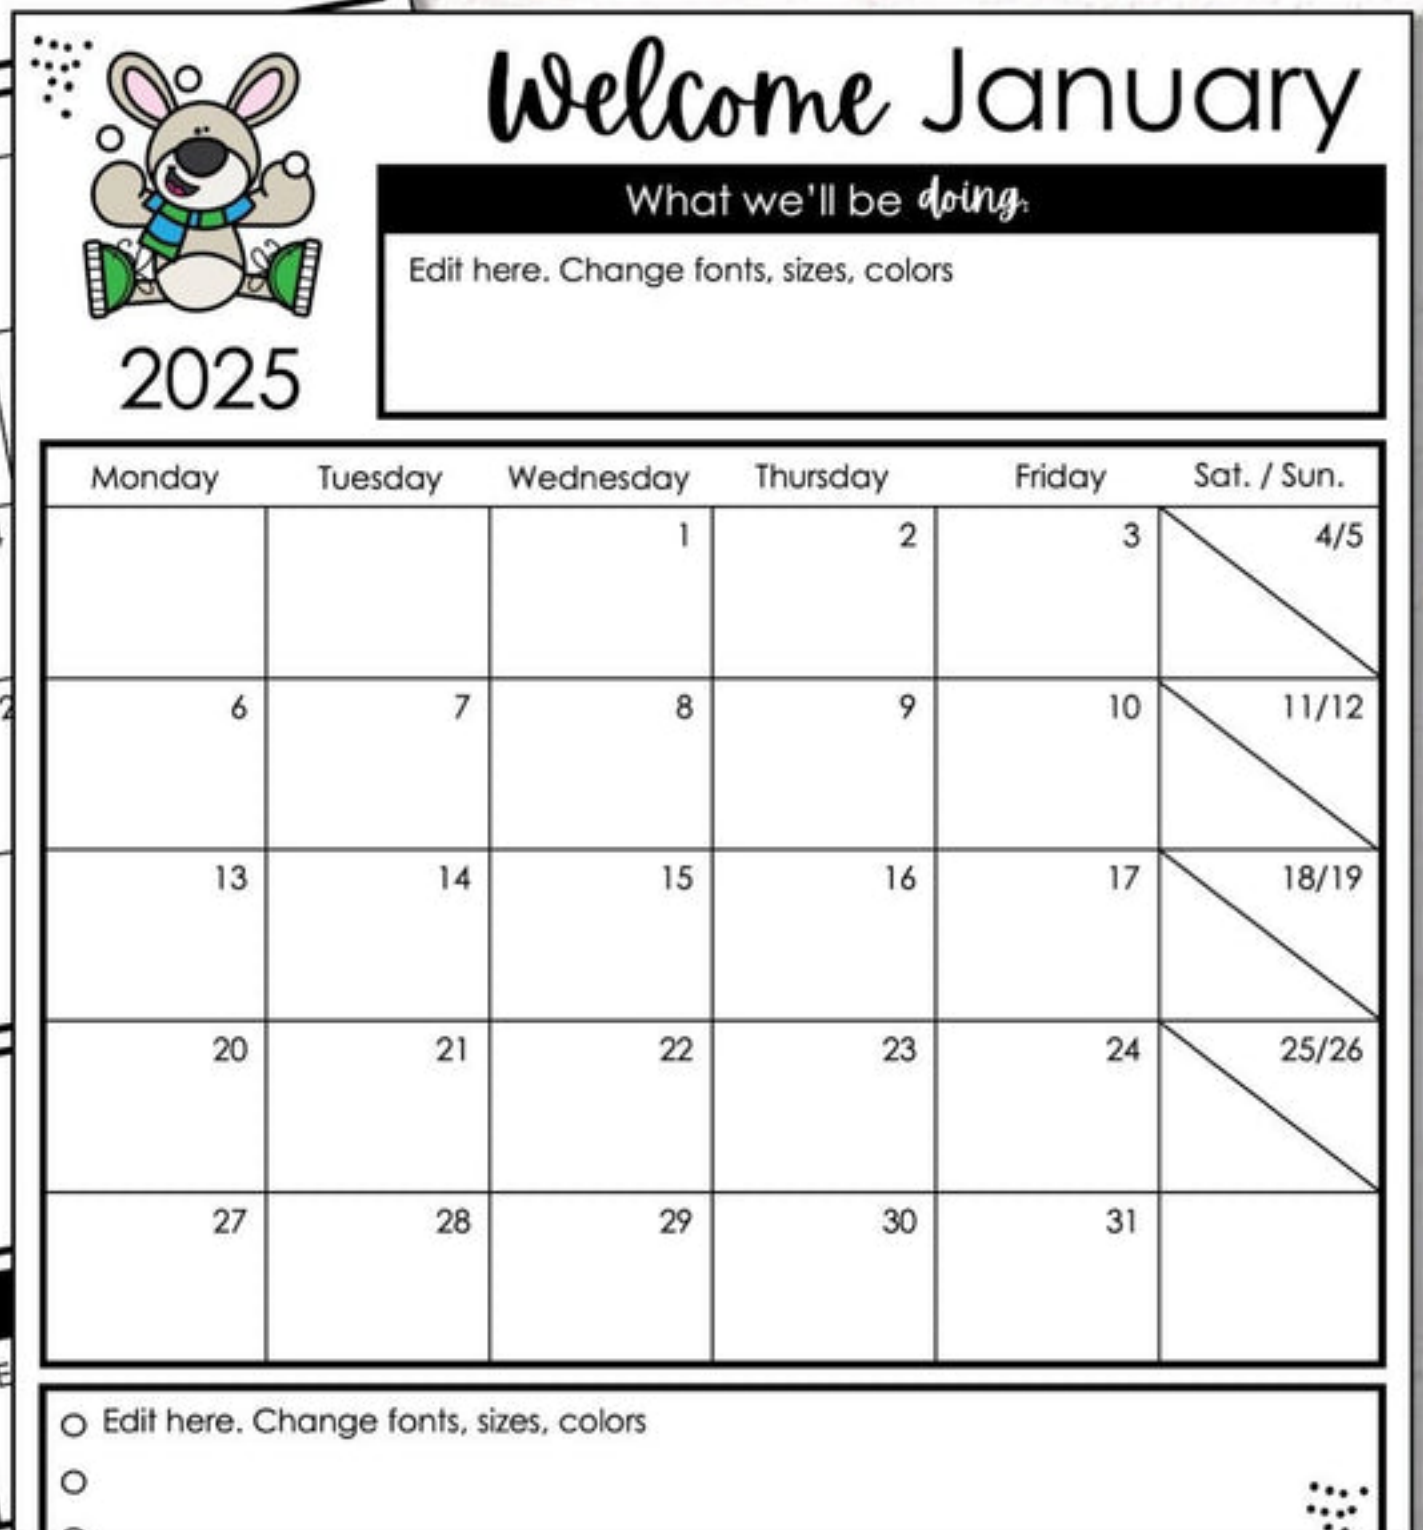 Welcome January
What we'll be doing:
Edit here. Change fonts, sizes, colors
2025
Monday Tuesday Wednesday Thursday Friday Sat. / Sun.
1 2 3 4/5
6 7 8 9 10 11/12
13 14 15 16 17 18/19
20 21 22 23 24 25/26
27 28 29 30 31
Edit here. Change fonts, sizes, colors